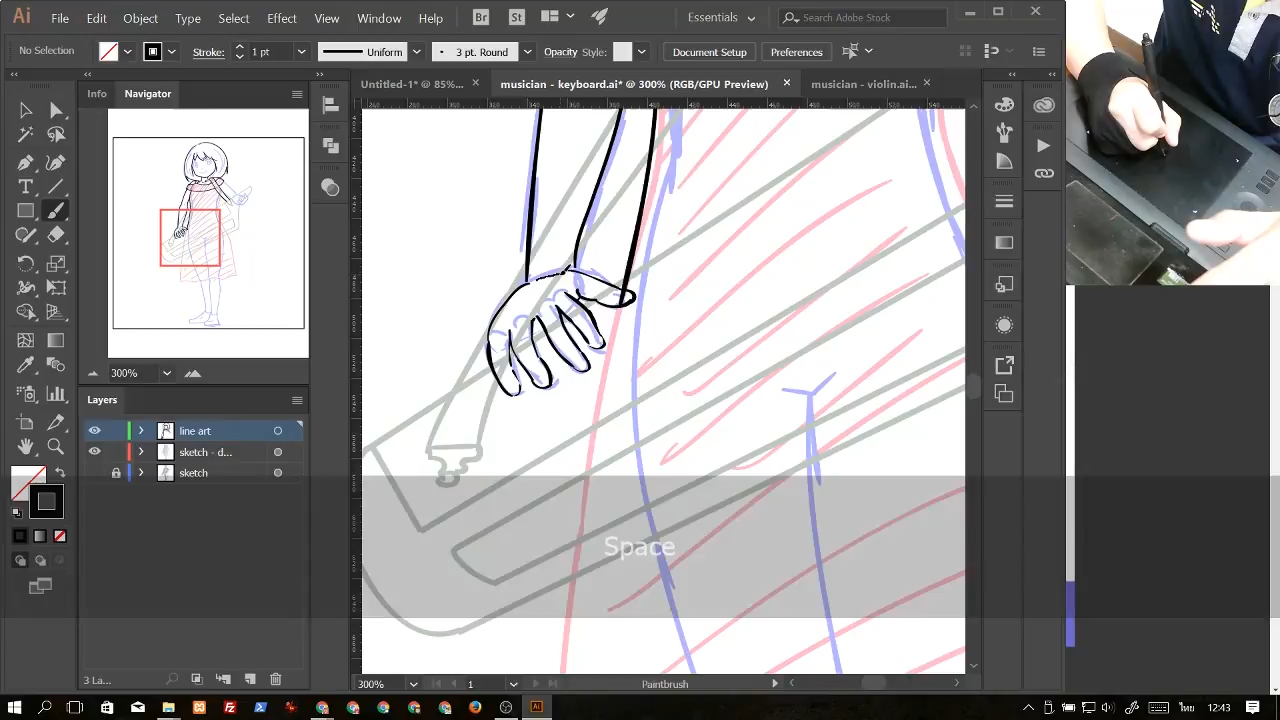 Ai File Edit Object Type Select Effect View Window Help Br St Essentials Search Adobe Stock
No Selection Stroke: 1 pt Uniform 3 pt. Round Opacity Style: Document Setup Preferences
Info Navigator
Untitled-1* @ 85%... musician - keyboard.ai* @ 300% (RGB/GPU Preview) musician - violin.ai...
300%
Layers
line art
sketch - d...
sketch
Space
3 La...
300% 1 Paintbrush
ไทย 12:43